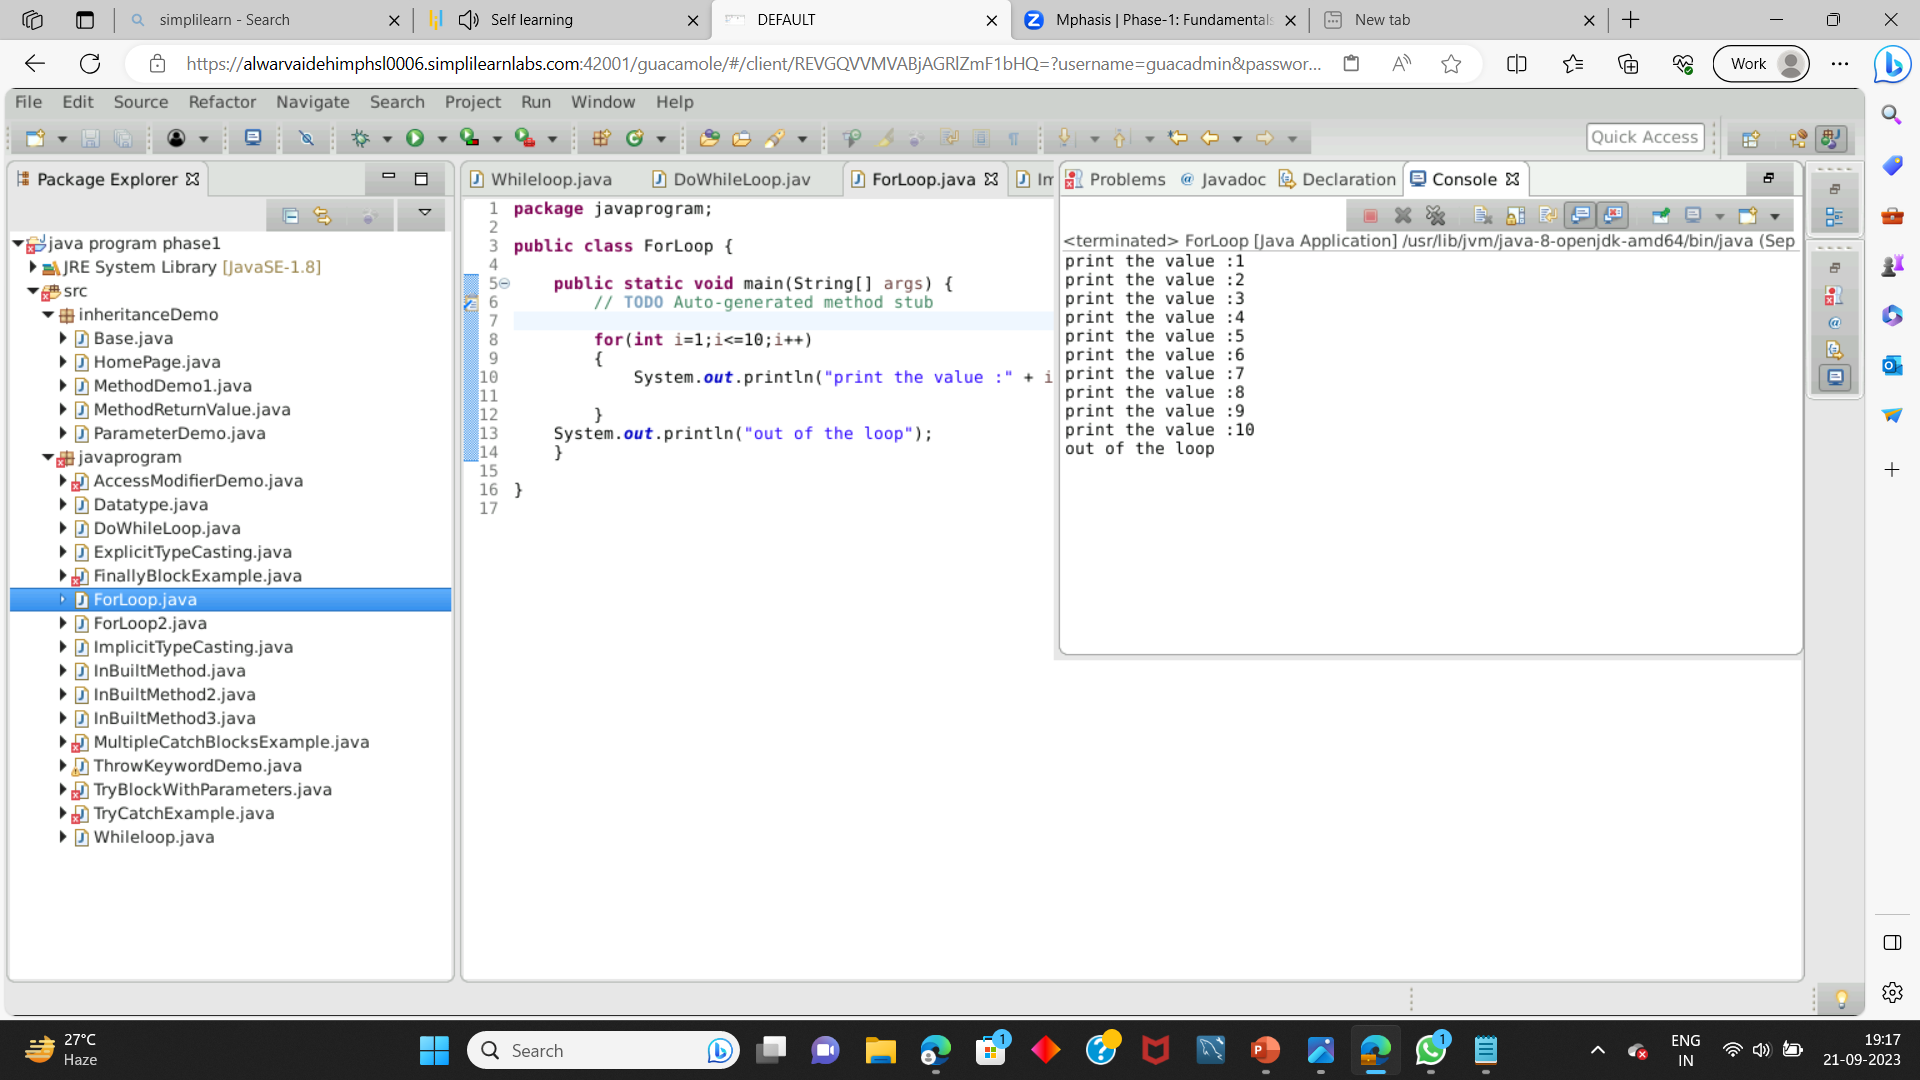 simplilearn - Search
Self learning
DEFAULT
Mphasis | Phase-1: Fundamentals
New tab
https://alwarvaidehimphsl0006.simplilearnlabs.com:42001/guacamole/#/client/REVGQVVMVABjAGRlZmF1bHQ=?username=guacadmin&passwor...
Work
File Edit Source Refactor Navigate Search Project Run Window Help
Quick Access
Package Explorer
java program phase1
JRE System Library [JavaSE-1.8]
src
inheritanceDemo
Base.java
HomePage.java
MethodDemo1.java
MethodReturnValue.java
ParameterDemo.java
javaprogram
AccessModifierDemo.java
Datatype.java
DoWhileLoop.java
ExplicitTypeCasting.java
FinallyBlockExample.java
ForLoop.java
ForLoop2.java
ImplicitTypeCasting.java
InBuiltMethod.java
InBuiltMethod2.java
InBuiltMethod3.java
MultipleCatchBlocksExample.java
ThrowKeywordDemo.java
TryBlockWithParameters.java
TryCatchExample.java
Whileloop.java
Whileloop.java DoWhileLoop.jav ForLoop.java Im
1 package javaprogram;
2
3 public class ForLoop {
4
5 public static void main(String[] args) {
6 // TODO Auto-generated method stub
7
8 for(int i=1;i<=10;i++)
9 {
10 System.out.println("print the value :" + i
11
12 }
13 System.out.println("out of the loop");
14 }
15
16 }
17
Problems Javadoc Declaration Console
<terminated> ForLoop [Java Application] /usr/lib/jvm/java-8-openjdk-amd64/bin/java (Sep
print the value :1
print the value :2
print the value :3
print the value :4
print the value :5
print the value :6
print the value :7
print the value :8
print the value :9
print the value :10
out of the loop
27°C
Haze
Search
1
1
ENG
IN
19:17
21-09-2023